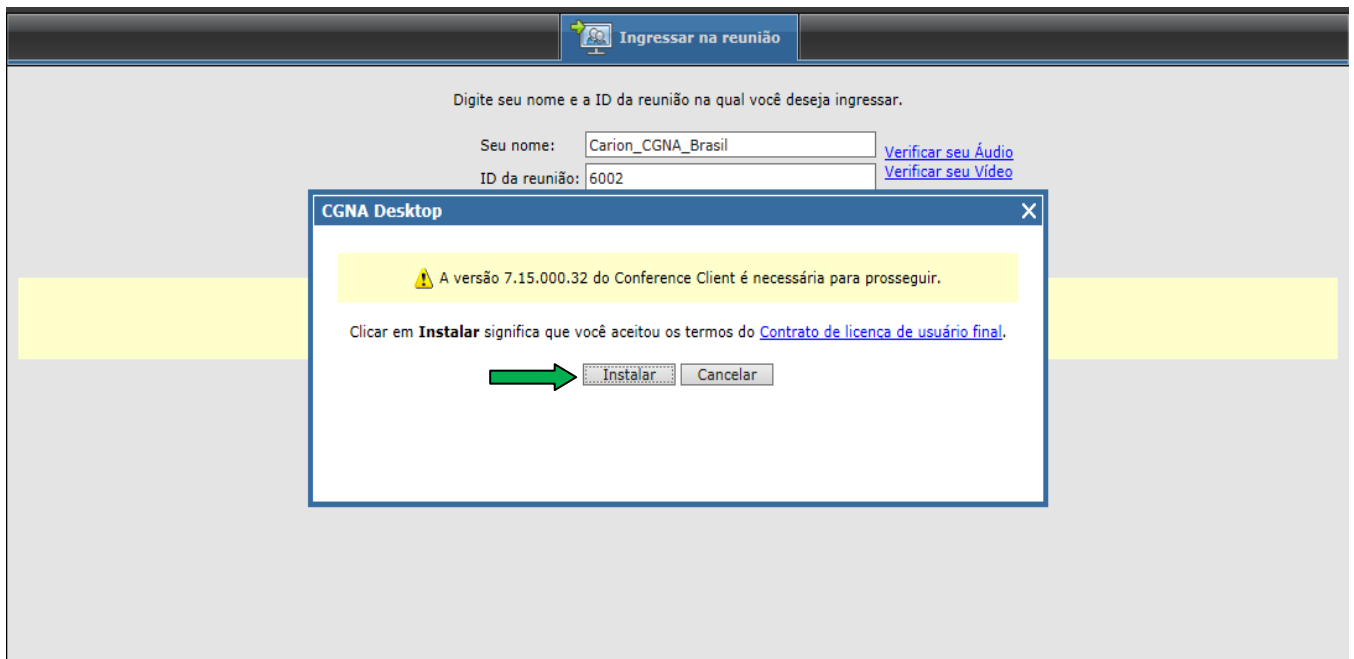 Ingressar na reunião
Digite seu nome e a ID da reunião na qual você deseja ingressar.
Seu nome: Carion_CGNA_Brasil Verificar seu Áudio
ID da reunião: 6002 Verificar seu Vídeo
CGNA Desktop X
A versão 7.15.000.32 do Conference Client é necessária para prosseguir.
Clicar em Instalar significa que você aceitou os termos do Contrato de licença de usuário final.
Instalar Cancelar